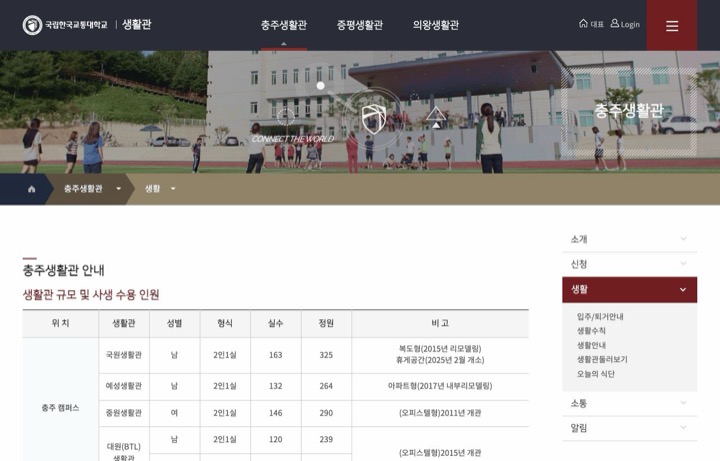 국립한국교통대학교 생활관
충주생활관 증평생활관 의왕생활관
대표 Login
CONNECT THE WORLD
충주생활관
충주생활관 생활
소개
신청
생활
입주/퇴거안내
생활수칙
생활안내
생활관둘러보기
오늘의 식단
소통
알림
충주생활관 안내
생활관 규모 및 사생 수용 인원
위 치 생활관 성별 형식 실수 정원 비 고
충주 캠퍼스
국원생활관 남 2인1실 163 325 복도형(2015년 리모델링)
휴게공간(2025년 2월 개소)
예성생활관 남 2인1실 132 264 아파트형(2017년 내부리모델링)
중원생활관 여 2인1실 146 290 (오피스텔형)2011년 개관
대원(BTL)
생활관
남 2인1실 120 239
(오피스텔형)2015년 개관